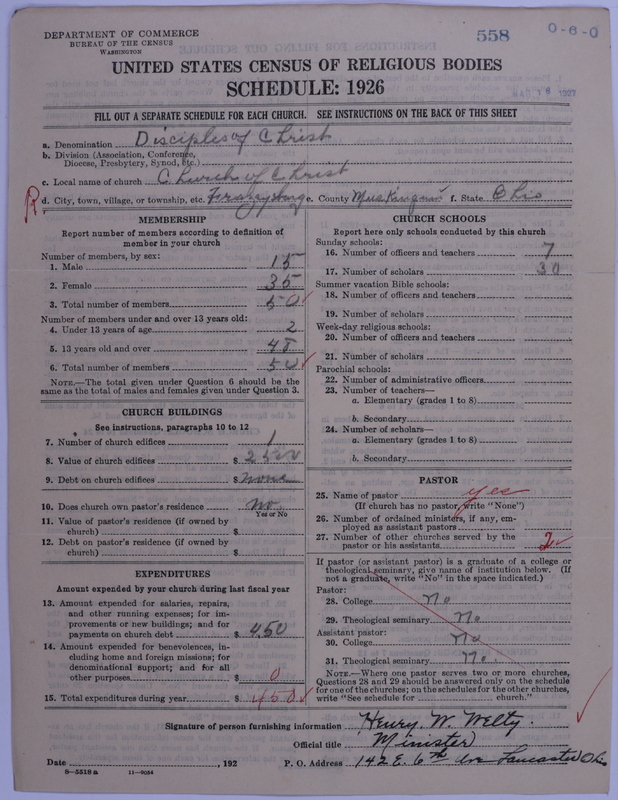 DEPARTMENT OF COMMERCE
BUREAU OF THE CENSUS
WASHINGTON
558
0-6-0
UNITED STATES CENSUS OF RELIGIOUS BODIES
SCHEDULE: 1926
MAR 16 1927
FILL OUT A SEPARATE SCHEDULE FOR EACH CHURCH. SEE INSTRUCTIONS ON THE BACK OF THIS SHEET
a. Denomination Disciples of Christ
b. Division (Association, Conference, Diocese, Presbytery, Synod, etc.)
c. Local name of church Church of Christ
R d. City, town, village, or township, etc. Frazeysburg e. County Muskingum f. State Ohio
MEMBERSHIP
Report number of members according to definition of
member in your church
Number of members, by sex:
1. Male 15
2. Female 35
3. Total number of members 50
Number of members under and over 13 years old:
4. Under 13 years of age 2
5. 13 years old and over 48
6. Total number of members 50
NOTE.—The total given under Question 6 should be
same as the total of males and females given under Question 3.
CHURCH BUILDINGS
See instructions, paragraphs 10 to 12
7. Number of church edifices 1
8. Value of church edifices $ 2500
9. Debt on church edifices $ none
10. Does church own pastor's residence No
Yes or No
11. Value of pastor's residence (if owned by
church) $
12. Debt on pastor's residence (if owned by
church) $
EXPENDITURES
Amount expended by your church during last fiscal year
13. Amount expended for salaries, repairs,
and other running expenses; for im-
provements or new buildings; and for
payments on church debt $ 450
14. Amount expended for benevolences, in-
cluding home and foreign missions; for
denominational support; and for all
other purposes $ 0
15. Total expenditures during year $ 450
CHURCH SCHOOLS
Report here only schools conducted by this church
Sunday schools:
16. Number of officers and teachers 7
17. Number of scholars 30
Summer vacation Bible schools:
18. Number of officers and teachers
19. Number of scholars
Week-day religious schools:
20. Number of officers and teachers
21. Number of scholars
Parochial schools:
22. Number of administrative officers
23. Number of teachers—
a. Elementary (grades 1 to 8)
b. Secondary
24. Number of scholars—
a. Elementary (grades 1 to 8)
b. Secondary
PASTOR
25. Name of pastor yes
(If church has no pastor, write "None")
26. Number of ordained ministers, if any, em-
ployed as assistant pastors
27. Number of other churches served by the
pastor or his assistants 2
If pastor (or assistant pastor) is a graduate of a college or
theological seminary, give name of institution below. (If
not a graduate, write "No" in the space indicated.)
Pastor:
28. College No
29. Theological seminary No
Assistant pastor:
30. College No
31. Theological seminary No.
NOTE.—Where one pastor serves two or more churches,
Questions 28 and 29 should be answered only on the schedule
for one of the churches; on the schedules for the other churches,
write "See schedule for church."
Signature of person furnishing information Henry W. Welty.
Official title Minister
Date , 192 P. O. Address 142 E. 6th Ave Lancaster Ohio
8—5518a 11—9054